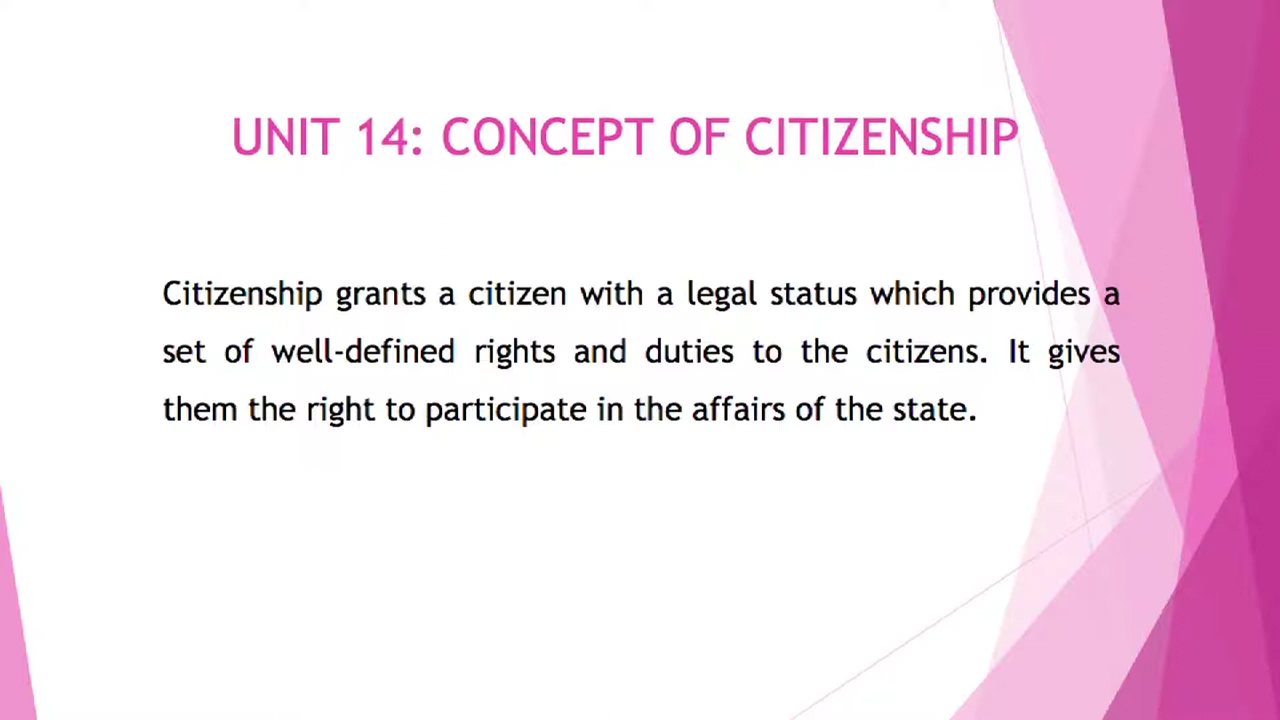 UNIT 14: CONCEPT OF CITIZENSHIP
Citizenship grants a citizen with a legal status which provides a
set of well-defined rights and duties to the citizens. It gives
them the right to participate in the affairs of the state.